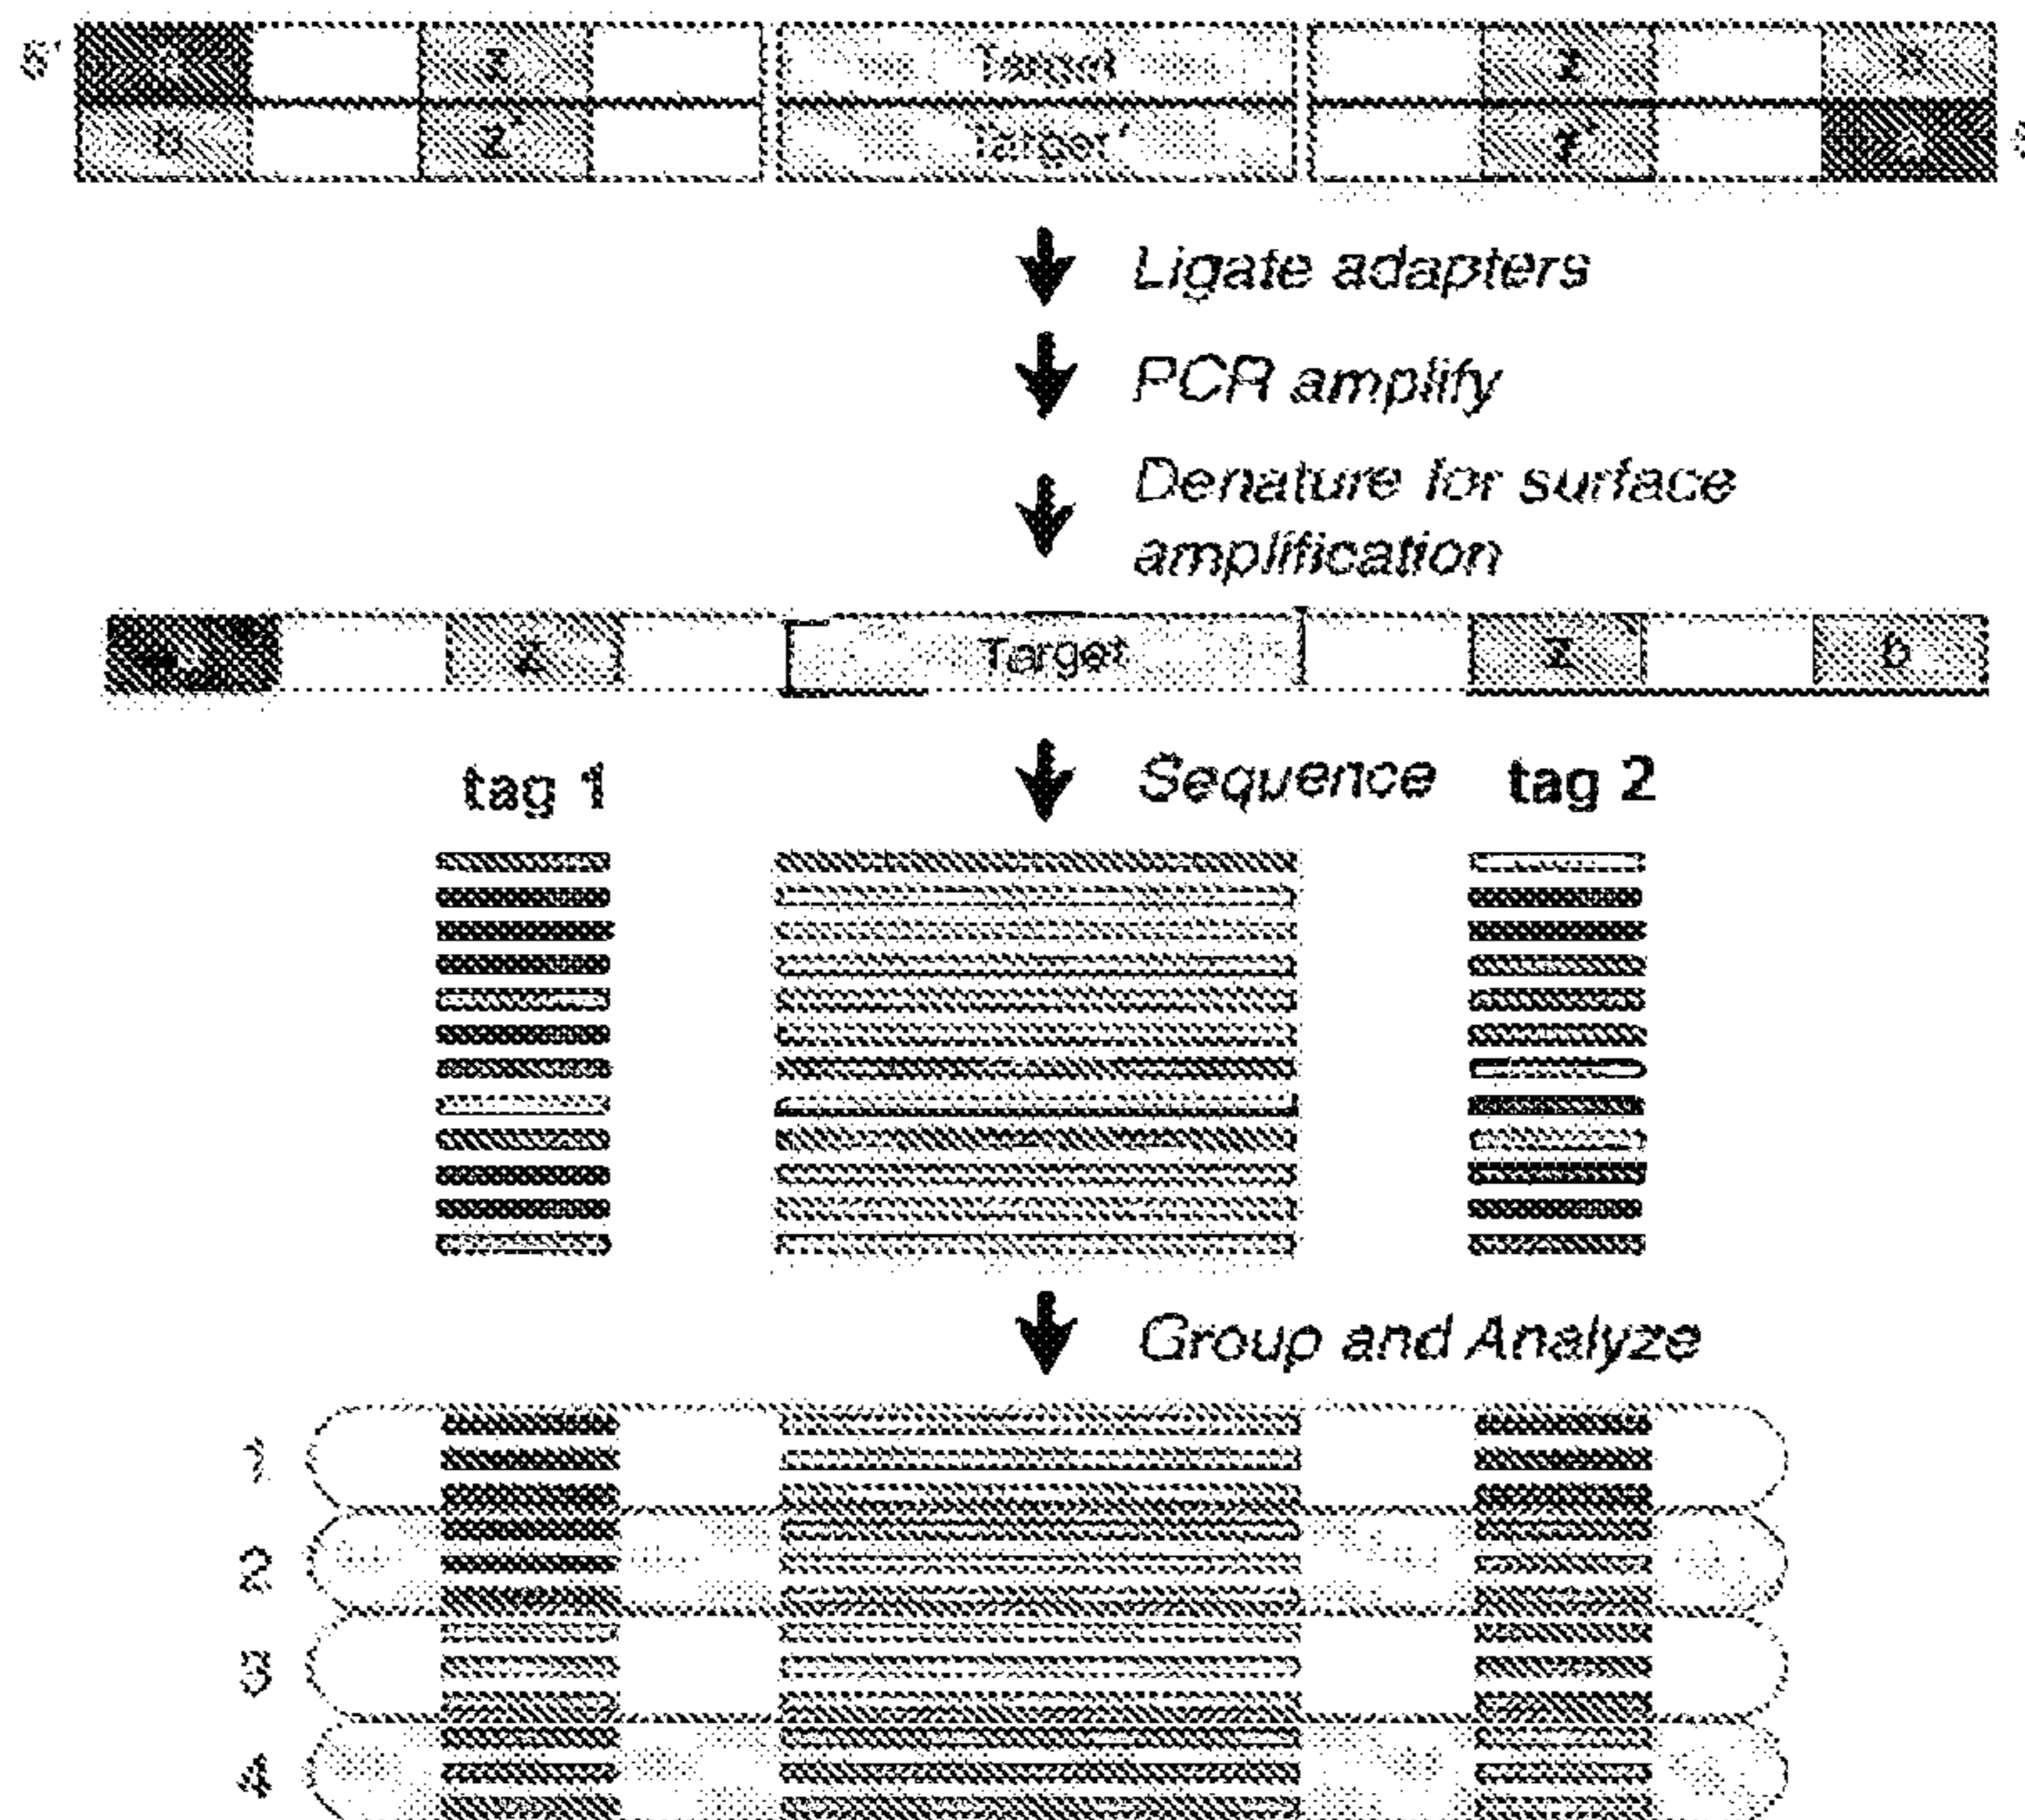 5' z Target z
b z' Target' z'
Ligate adapters
PCR amplify
Denature for surface
amplification
z Target z b
tag 1 Sequence tag 2
Group and Analyze
1
2
3
4